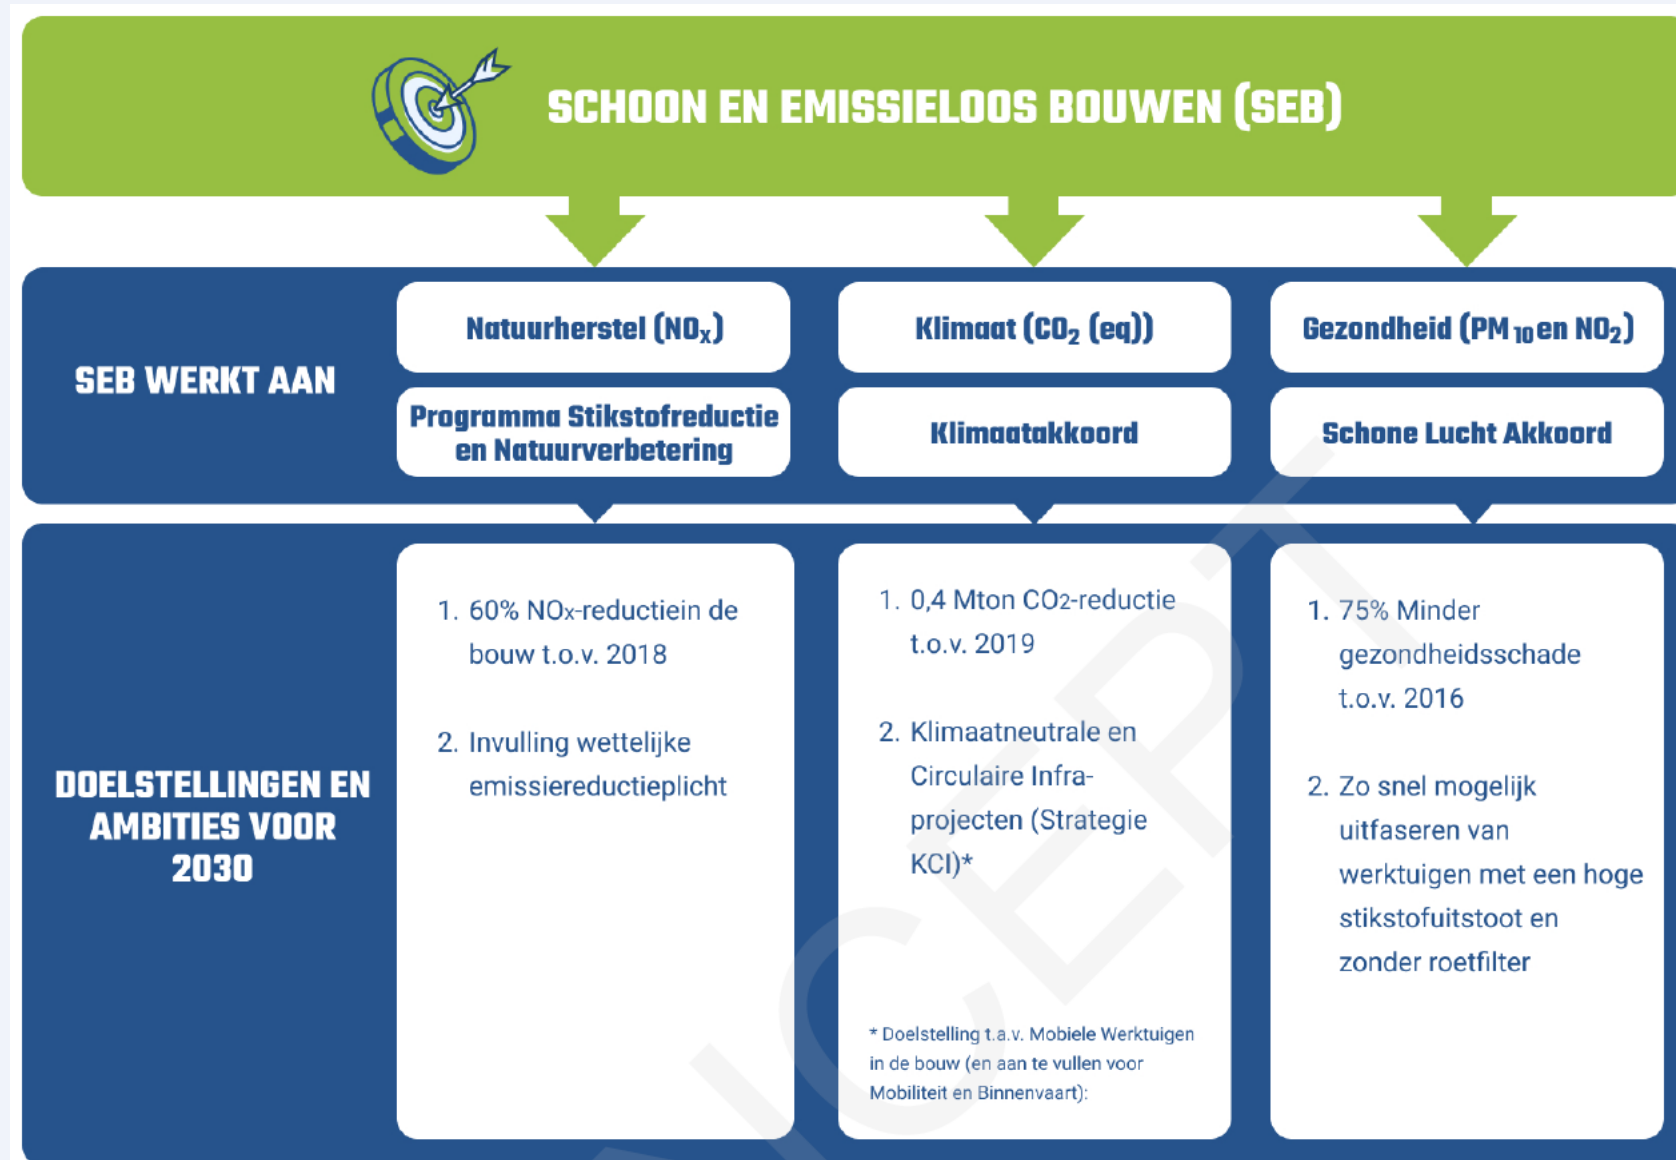 SCHOON EN EMISSIELOOS BOUWEN (SEB)
SEB WERKT AAN
Natuurherstel (NOx)
Programma Stikstofreductie
en Natuurverbetering
Klimaat (CO2 (eq))
Klimaatakkoord
Gezondheid (PM10 en NO2)
Schone Lucht Akkoord
DOELSTELLINGEN EN
AMBITIES VOOR
2030
1. 60% NOx-reductiein de
bouw t.o.v. 2018
2. Invulling wettelijke
emissiereductieplicht
1. 0,4 Mton CO2-reductie
t.o.v. 2019
2. Klimaatneutrale en
Circulaire Infra-
projecten (Strategie
KCI)*
* Doelstelling t.a.v. Mobiele Werktuigen
in de bouw (en aan te vullen voor
Mobiliteit en Binnenvaart):
1. 75% Minder
gezondheidsschade
t.o.v. 2016
2. Zo snel mogelijk
uitfaseren van
werktuigen met een hoge
stikstofuitstoot en
zonder roetfilter
NCEPT